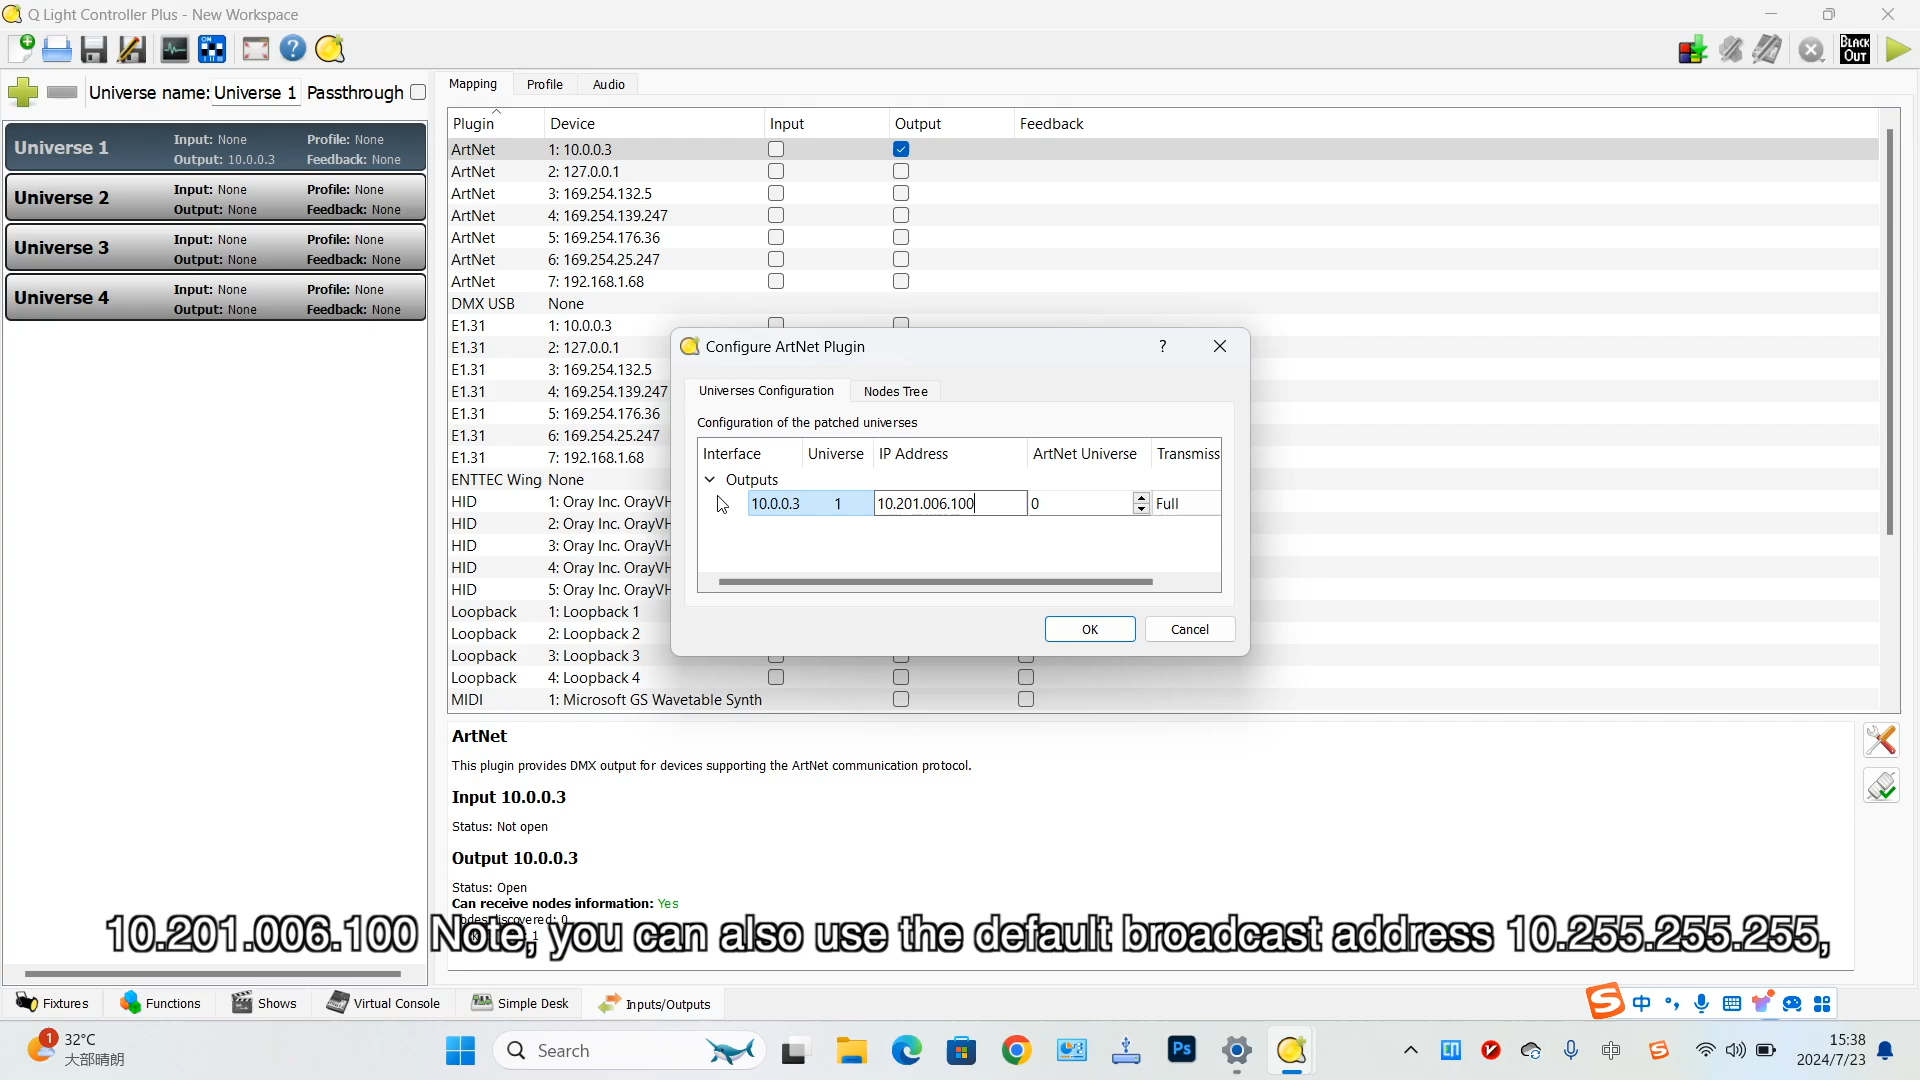 Q Light Controller Plus - New Workspace
BLACK OUT
Universe name: Universe 1 Passthrough
Mapping Profile Audio
Universe 1 Input: None Profile: None
Output: 10.0.0.3 Feedback: None
Universe 2 Input: None Profile: None
Output: None Feedback: None
Universe 3 Input: None Profile: None
Output: None Feedback: None
Universe 4 Input: None Profile: None
Output: None Feedback: None
Plugin Device Input Output Feedback
ArtNet 1: 10.0.0.3
ArtNet 2: 127.0.0.1
ArtNet 3: 169.254.132.5
ArtNet 4: 169.254.139.247
ArtNet 5: 169.254.176.36
ArtNet 6: 169.254.25.247
ArtNet 7: 192.168.1.68
DMX USB None
E1.31 1: 10.0.0.3
E1.31 2: 127.0.0.1
E1.31 3: 169.254.132.5
E1.31 4: 169.254.139.247
E1.31 5: 169.254.176.36
E1.31 6: 169.254.25.247
E1.31 7: 192.168.1.68
ENTTEC Wing None
HID 1: Oray Inc. OrayVH
HID 2: Oray Inc. OrayVH
HID 3: Oray Inc. OrayVH
HID 4: Oray Inc. OrayVH
HID 5: Oray Inc. OrayVH
Loopback 1: Loopback 1
Loopback 2: Loopback 2
Loopback 3: Loopback 3
Loopback 4: Loopback 4
MIDI 1: Microsoft GS Wavetable Synth
Configure ArtNet Plugin ?
Universes Configuration Nodes Tree
Configuration of the patched universes
Interface Universe IP Address ArtNet Universe Transmiss
Outputs
10.0.0.3 1 10.201.006.100 0 Full
OK Cancel
ArtNet
This plugin provides DMX output for devices supporting the ArtNet communication protocol.
Input 10.0.0.3
Status: Not open
Output 10.0.0.3
Status: Open
Can receive nodes information: Yes
10.201.006.100 Note, you can also use the default broadcast address 10.255.255.255,
Fixtures Functions Shows Virtual Console Simple Desk Inputs/Outputs
中
1 32°C
大部晴朗
Search
Ps
中
15:38
2024/7/23